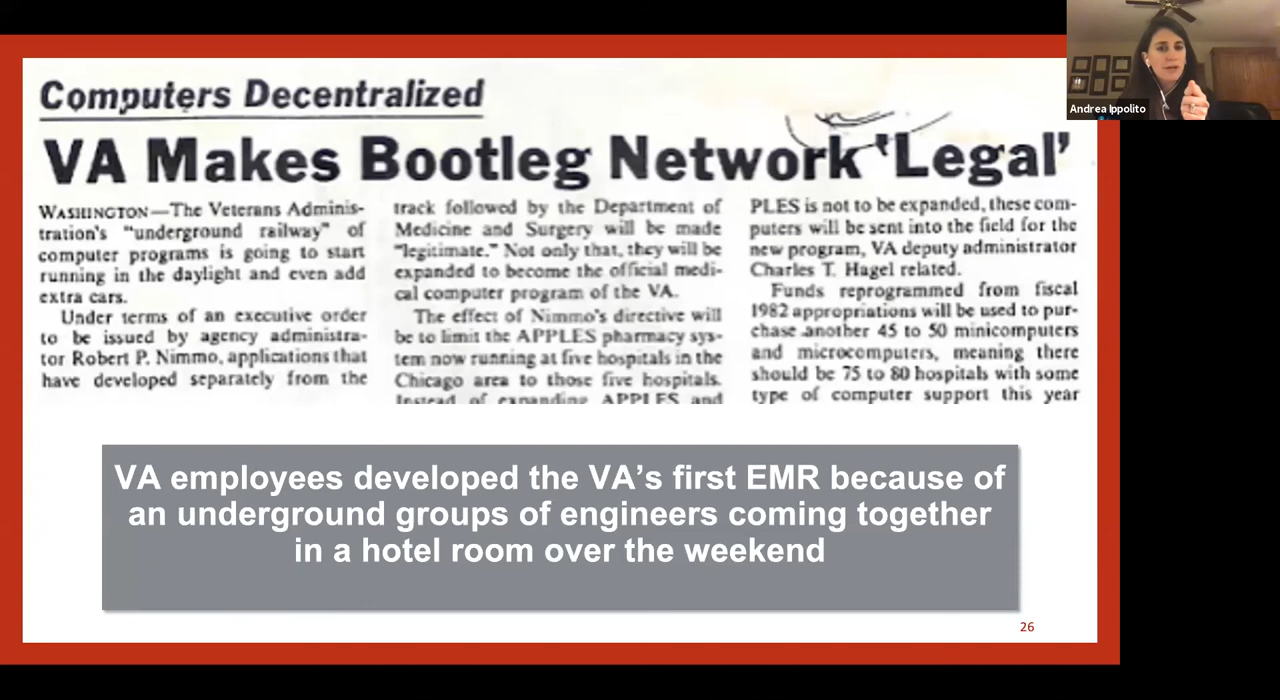 Andrea Ippolito
Computers Decentralized
VA Makes Bootleg Network 'Legal'
WASHINGTON—The Veterans Adminis-
tration's "underground railway" of
computer programs is going to start
running in the daylight and even add
extra cars.
Under terms of an executive order
to be issued by agency administra-
tor Robert P. Nimmo, applications that
have developed separately from the
track followed by the Department of
Medicine and Surgery will be made
"legitimate." Not only that, they will be
expanded to become the official medi-
cal computer program of the VA.
The effect of Nimmo's directive will
be to limit the APPLES pharmacy sys-
tem now running at five hospitals in the
Chicago area to those five hospitals.
Instead of expanding APPLES and
PLES is not to be expanded, these com-
puters will be sent into the field for the
new program, VA deputy administrator
Charles T. Hagel related.
Funds reprogrammed from fiscal
1982 appropriations will be used to pur-
chase another 45 to 50 minicomputers
and microcomputers, meaning there
should be 75 to 80 hospitals with some
type of computer support this year
VA employees developed the VA's first EMR because of
an underground groups of engineers coming together
in a hotel room over the weekend
26